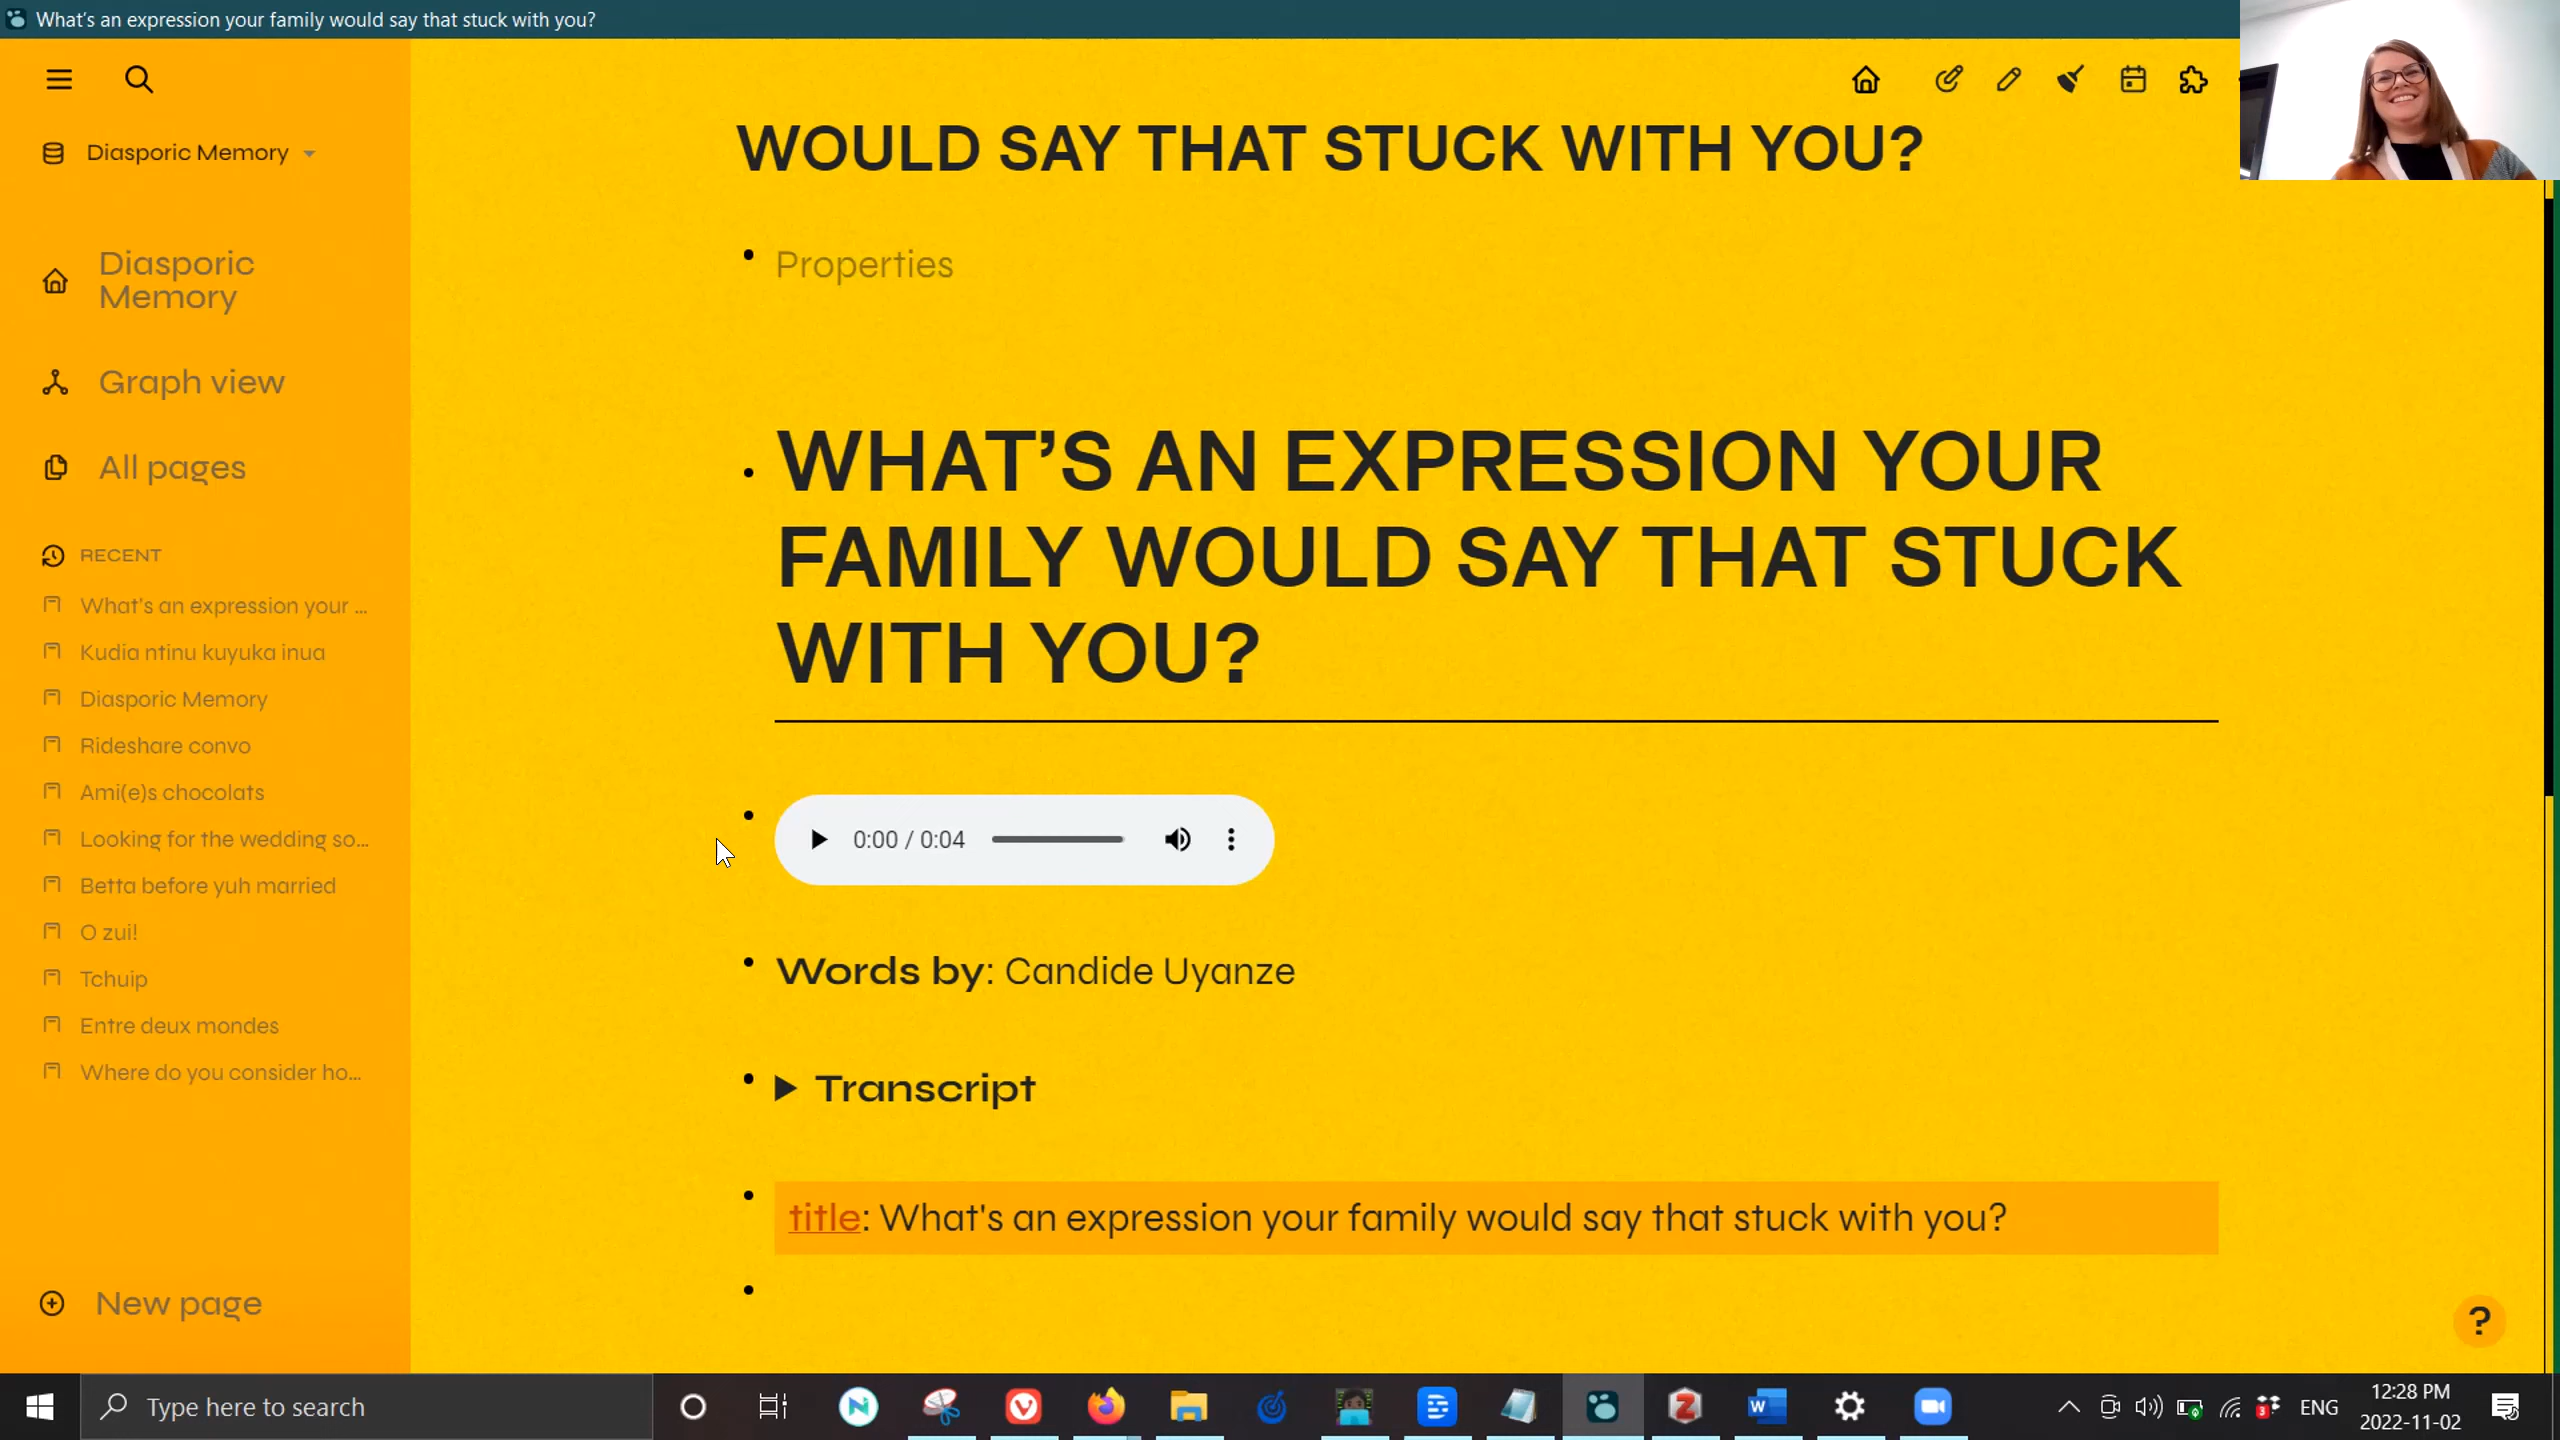 What's an expression your family would say that stuck with you?
Diasporic Memory
Diasporic
Memory
Graph view
All pages
RECENT
What's an expression your ...
Kudia ntinu kuyuka inua
Diasporic Memory
Rideshare convo
Ami(e)s chocolats
Looking for the wedding so...
Betta before yuh married
O zui!
Tchuip
Entre deux mondes
Where do you consider ho...
New page
WOULD SAY THAT STUCK WITH YOU?
Properties
WHAT’S AN EXPRESSION YOUR
FAMILY WOULD SAY THAT STUCK
WITH YOU?
0:00 / 0:04
Words by: Candide Uyanze
Transcript
title: What's an expression your family would say that stuck with you?
?
Type here to search
ENG
12:28 PM
2022-11-02